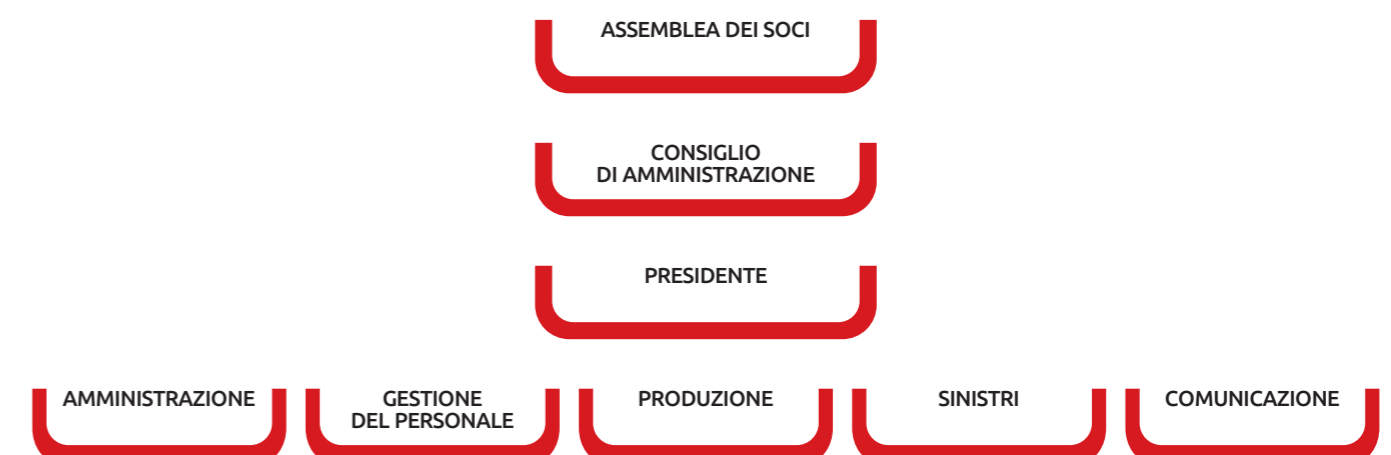 ASSEMBLEA DEI SOCI
CONSIGLIO
DI AMMINISTRAZIONE
PRESIDENTE
AMMINISTRAZIONE
GESTIONE
DEL PERSONALE
PRODUZIONE
SINISTRI
COMUNICAZIONE